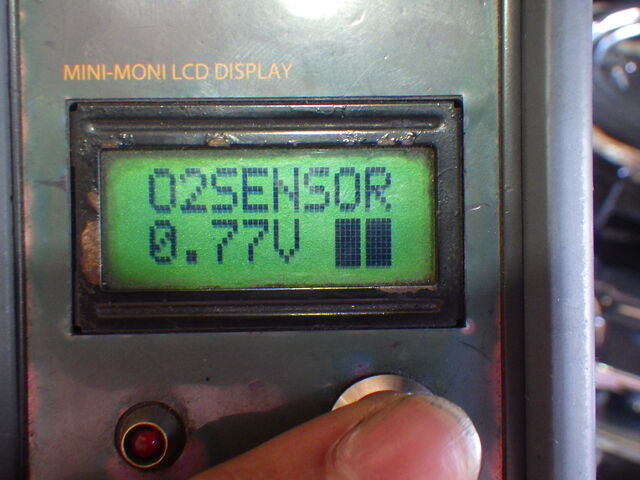 MINI-MONI LCD DISPLAY
O2SENSOR
0.77V